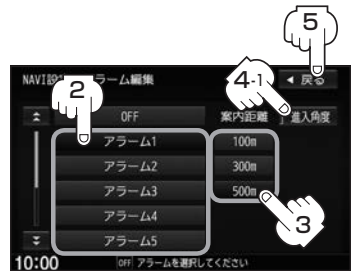 5
2
4-1
NAVI設 ラーム編集
戻る
OFF
案内距離
進入角度
アラーム1
100m
アラーム2
300m
アラーム3
500m
3
アラーム4
アラーム5
10:00
OFF アラームを選択してください